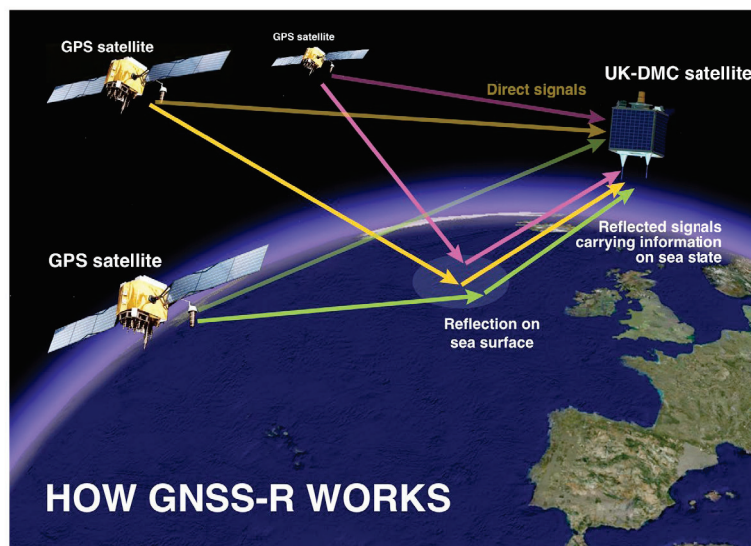 GPS satellite
GPS satellite
UK-DMC satellite
Direct signals
Reflected signals
carrying information
on sea state
GPS satellite
Reflection on
sea surface
HOW GNSS-R WORKS